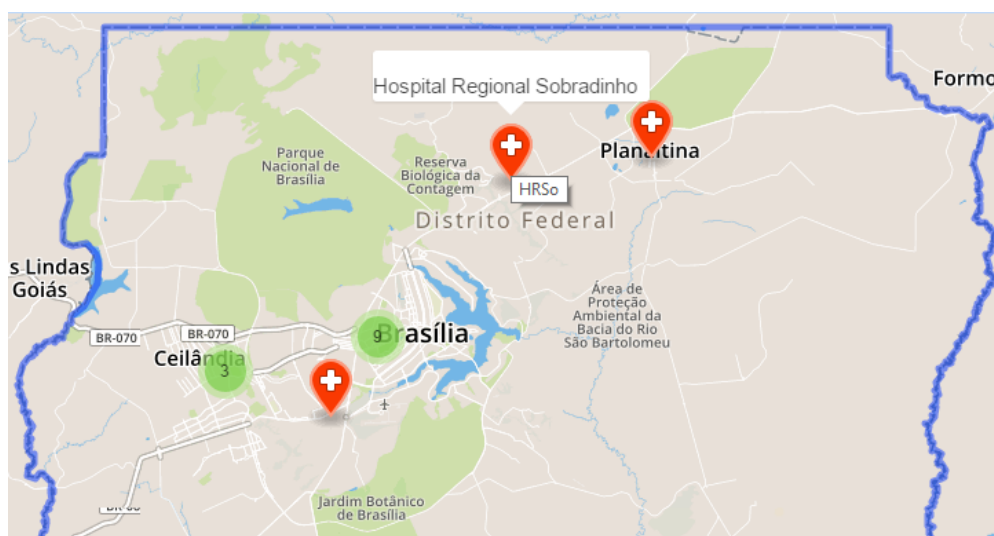 Hospital Regional Sobradinho
Formo
Planaltina
Parque
Nacional de
Brasília
Reserva
Biológica da
Contagem
HRSo
Distrito Federal
s Lindas
Goiás
Área de
Proteção
Ambiental da
Bacia do Rio
São Bartolomeu
BR-070
BR-070
9
Brasília
Ceilândia
3
Jardim Botânico
de Brasília